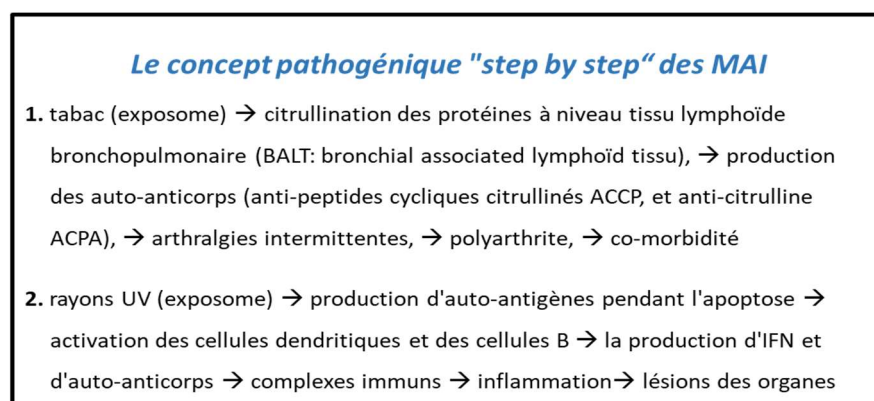 Le concept pathogénique "step by step“ des MAI
1. tabac (exposome) → citrullination des protéines à niveau tissu lymphoïde
bronchopulmonaire (BALT: bronchial associated lymphoïd tissu), → production
des auto-anticorps (anti-peptides cycliques citrullinés ACCP, et anti-citrulline
ACPA), → arthralgies intermittentes, → polyarthrite, → co-morbidité
2. rayons UV (exposome) → production d'auto-antigènes pendant l'apoptose →
activation des cellules dendritiques et des cellules B → la production d'IFN et
d'auto-anticorps → complexes immuns → inflammation→ lésions des organes